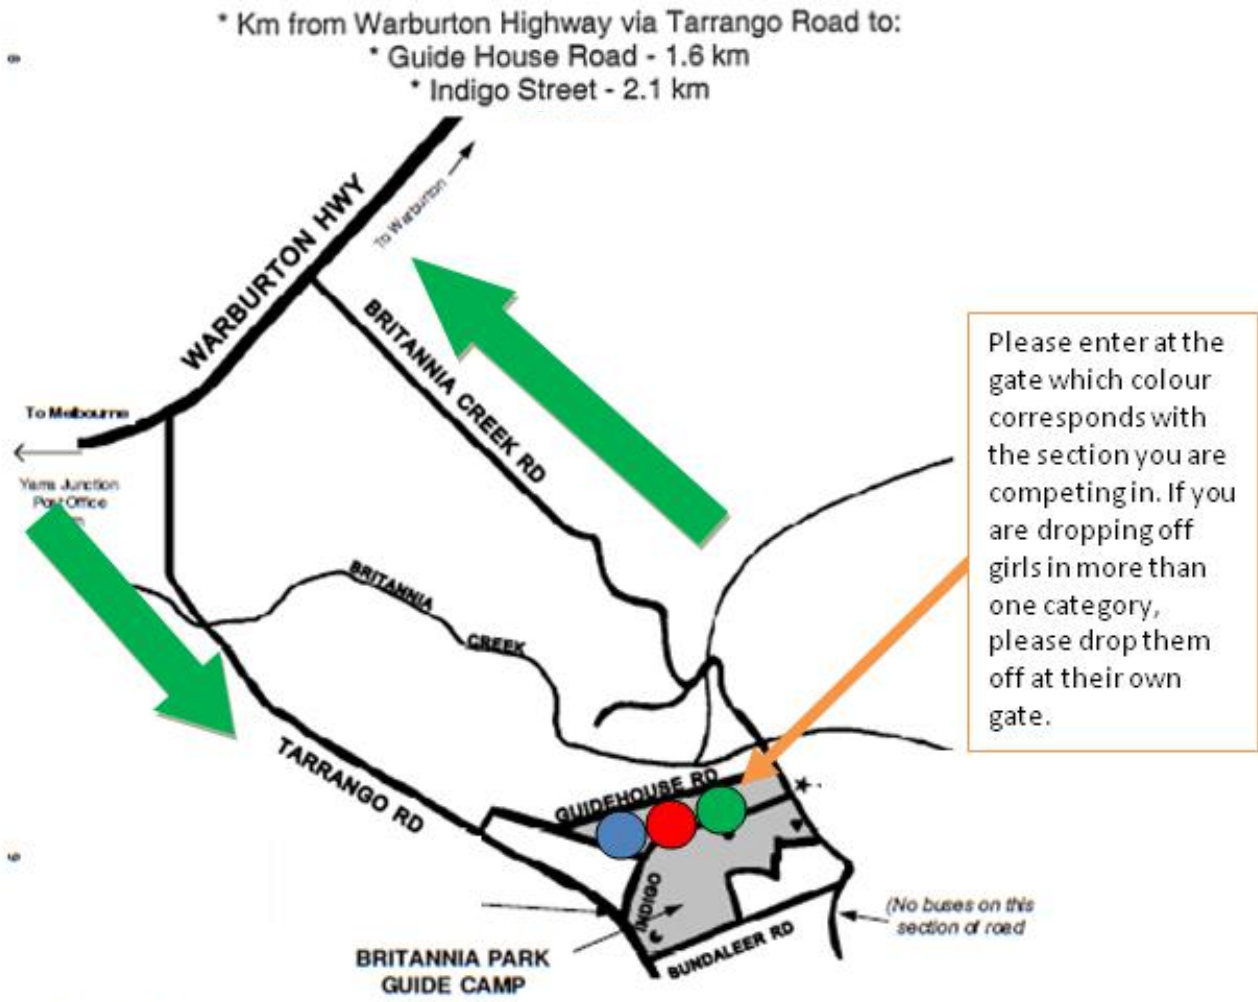 * Km from Warburton Highway via Tarrango Road to:
* Guide House Road - 1.6 km
* Indigo Street - 2.1 km
WARBURTON HWY
To Warburton
BRITANNIA CREEK RD
To Melbourne
Yarra Junction
Post Office
BRITANNIA
CREEK
TARRANGO RD
GUIDEHOUSE RD
INDIGO
BUNDALEER RD
BRITANNIA PARK
GUIDE CAMP
(No buses on this
section of road
Please enter at the
gate which colour
corresponds with
the section you are
competing in. If you
are dropping off
girls in more than
one category,
please drop them
off at their own
gate.